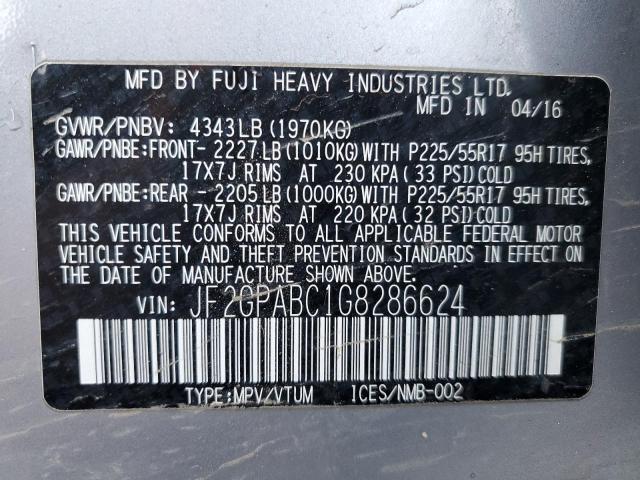 MFD BY FUJI HEAVY INDUSTRIES LTD.
MFD IN 04/16
GVWR/PNBV: 4343LB(1970KG)
GAWR/PNBE:FRONT- 2227LB(1010KG)WITH P225/55R17 95H TIRES,
17X7J RIMS AT 230 KPA(33 PSI)COLD
GAWR/PNBE:REAR - 2205LB(1000KG)WITH P225/55R17 95H TIRES,
17X7J RIMS AT 220 KPA(32 PSI)COLD
THIS VEHICLE CONFORMS TO ALL APPLICABLE FEDERAL MOTOR
VEHICLE SAFETY AND THEFT PREVENTION STANDARDS IN EFFECT ON
THE DATE OF MANUFACTURE SHOWN ABOVE.
VIN: JF2GPABC1G8286624
TYPE:MPV/VTUM ICES/NMB-002